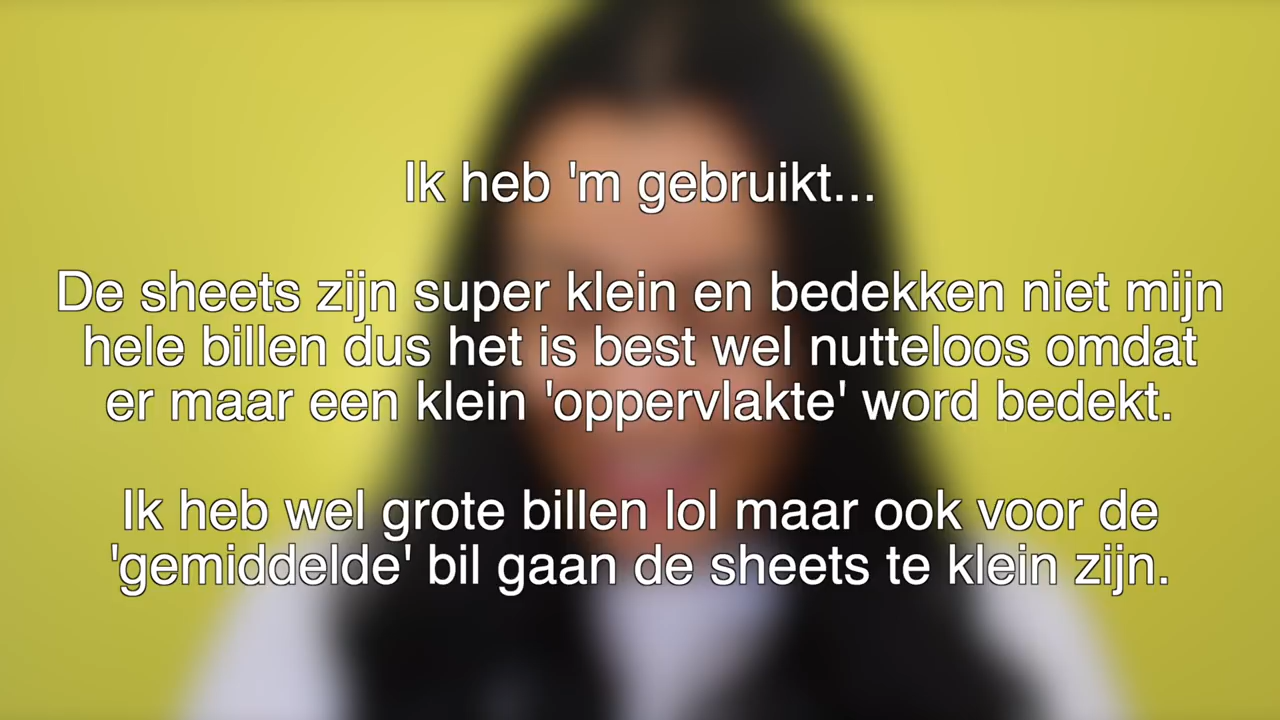 Ik heb 'm gebruikt...
De sheets zijn super klein en bedekken niet mijn
hele billen dus het is best wel nutteloos omdat
er maar een klein 'oppervlakte' word bedekt.
Ik heb wel grote billen lol maar ook voor de
'gemiddelde' bil gaan de sheets te klein zijn.